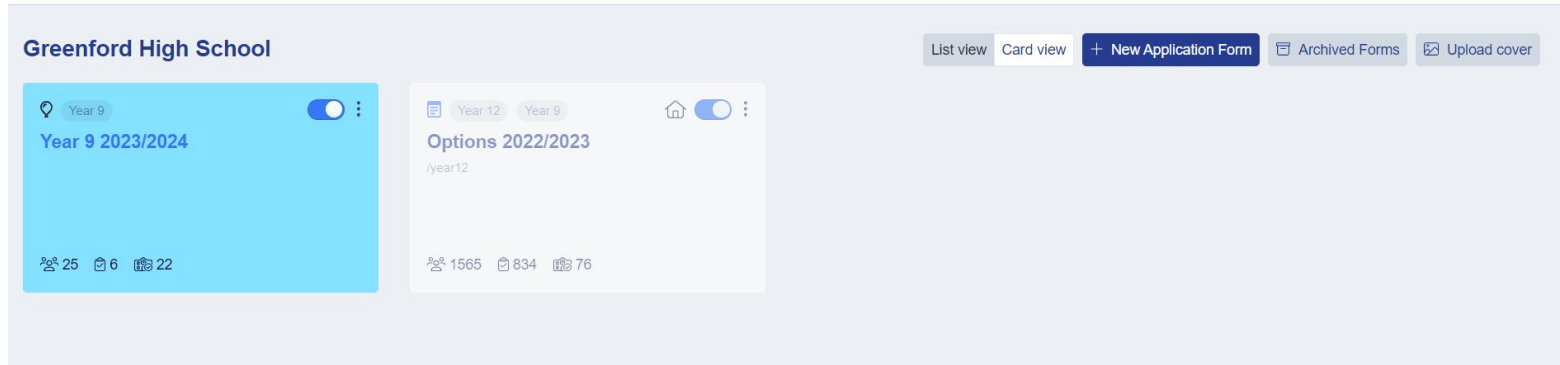 Greenford High School
List view Card view + New Application Form Archived Forms Upload cover
Year 9
Year 9 2023/2024
25 6 22
Year 12 Year 9
Options 2022/2023
/year12
1565 834 76